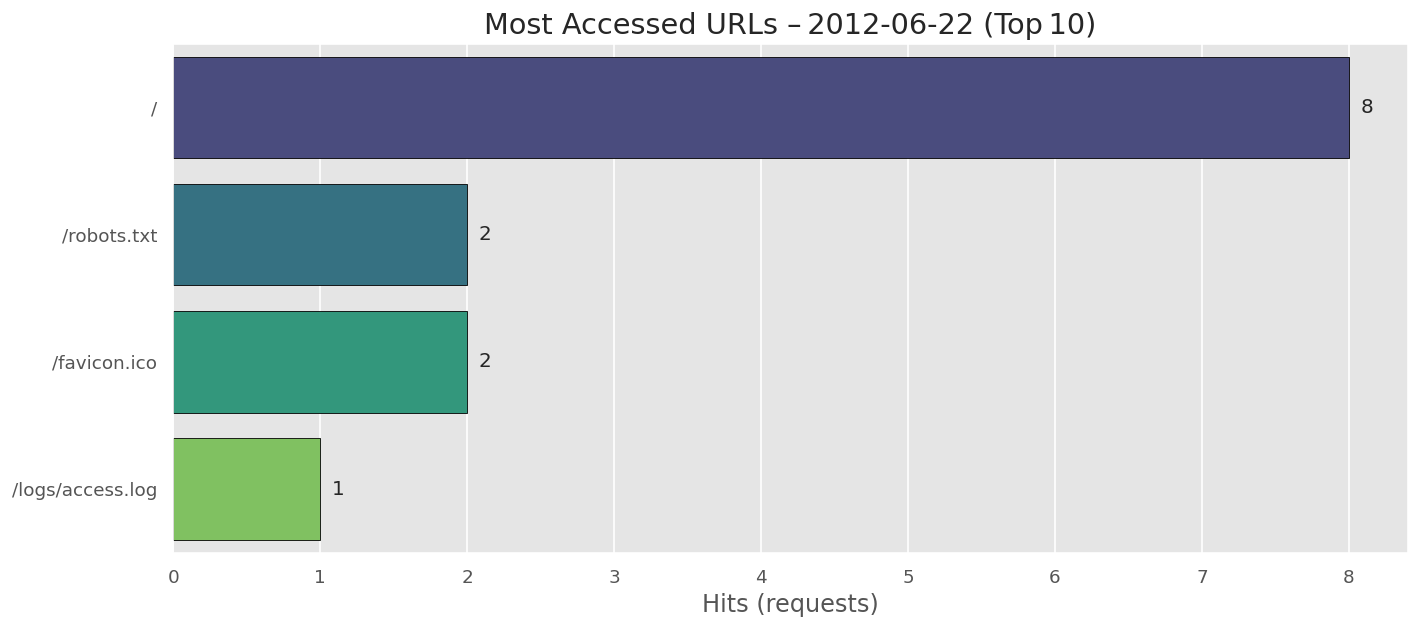 Most Accessed URLs – 2012-06-22 (Top 10)
/
8
/robots.txt
2
/favicon.ico
2
/logs/access.log
1
0 1 2 3 4 5 6 7 8
Hits (requests)